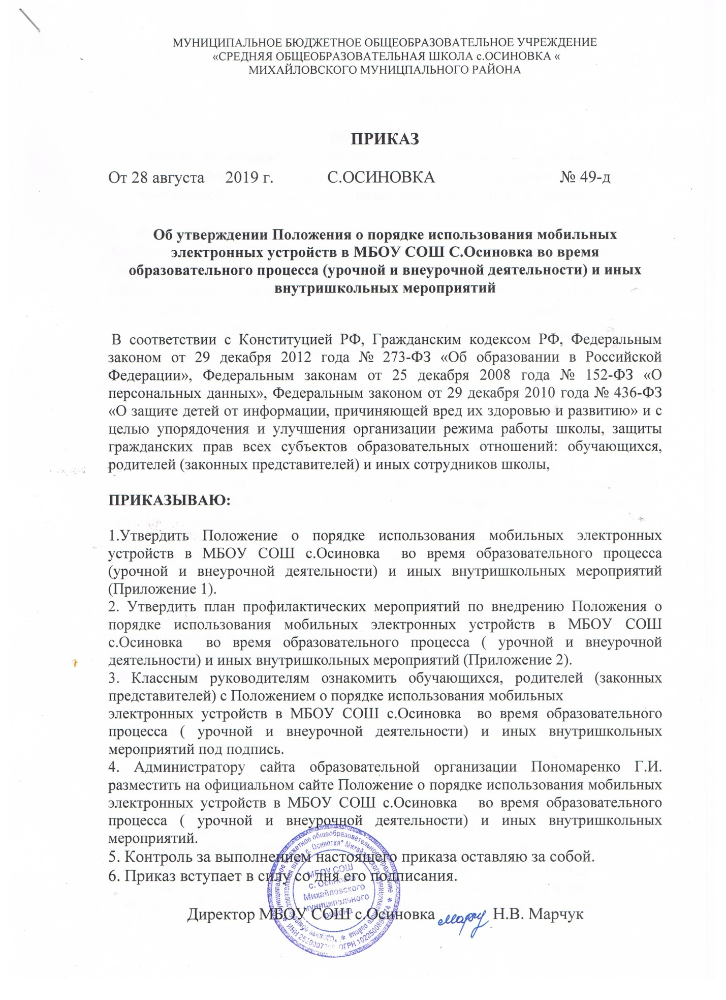 МУНИЦИПАЛЬНОЕ БЮДЖЕТНОЕ ОБЩЕОБРАЗОВАТЕЛЬНОЕ УЧРЕЖДЕНИЕ
«СРЕДНЯЯ ОБЩЕОБРАЗОВАТЕЛЬНАЯ ШКОЛА с.ОСИНОВКА «
МИХАЙЛОВСКОГО МУНИЦПАЛЬНОГО РАЙОНА
ПРИКАЗ
От 28 августа 2019 г. С.ОСИНОВКА № 49-д
Об утверждении Положения о порядке использования мобильных
электронных устройств в МБОУ СОШ С.Осиновка во время
образовательного процесса (урочной и внеурочной деятельности) и иных
внутришкольных мероприятий
В соответствии с Конституцией РФ, Гражданским кодексом РФ, Федеральным
законом от 29 декабря 2012 года № 273-ФЗ «Об образовании в Российской
Федерации», Федеральным законам от 25 декабря 2008 года № 152-ФЗ «О
персональных данных», Федеральным законом от 29 декабря 2010 года № 436-ФЗ
«О защите детей от информации, причиняющей вред их здоровью и развитию» и с
целью упорядочения и улучшения организации режима работы школы, защиты
гражданских прав всех субъектов образовательных отношений: обучающихся,
родителей (законных представителей) и иных сотрудников школы,
ПРИКАЗЫВАЮ:
1.Утвердить Положение о порядке использования мобильных электронных
устройств в МБОУ СОШ с.Осиновка во время образовательного процесса
(урочной и внеурочной деятельности) и иных внутришкольных мероприятий
(Приложение 1).
2. Утвердить план профилактических мероприятий по внедрению Положения о
порядке использования мобильных электронных устройств в МБОУ СОШ
с.Осиновка во время образовательного процесса ( урочной и внеурочной
деятельности) и иных внутришкольных мероприятий (Приложение 2).
3. Классным руководителям ознакомить обучающихся, родителей (законных
представителей) с Положением о порядке использования мобильных
электронных устройств в МБОУ СОШ с.Осиновка во время образовательного
процесса ( урочной и внеурочной деятельности) и иных внутришкольных
мероприятий под подпись.
4. Администратору сайта образовательной организации Пономаренко Г.И.
разместить на официальном сайте Положение о порядке использования мобильных
электронных устройств в МБОУ СОШ с.Осиновка во время образовательного
процесса ( урочной и внеурочной деятельности) и иных внутришкольных
мероприятий.
5. Контроль за выполнением настоящего приказа оставляю за собой.
6. Приказ вступает в силу со дня его подписания.
Директор МБОУ СОШ с.Осиновка Марчу Н.В. Марчук
муниципальное бюджетное общеобразовательное учреждение
"Средняя общеобразовательная школа с. Осиновка" Михайловского муниципального района
МБОУ СОШ
с. Осиновка
Михайловского
муниципального
района
ИНН ОГРН